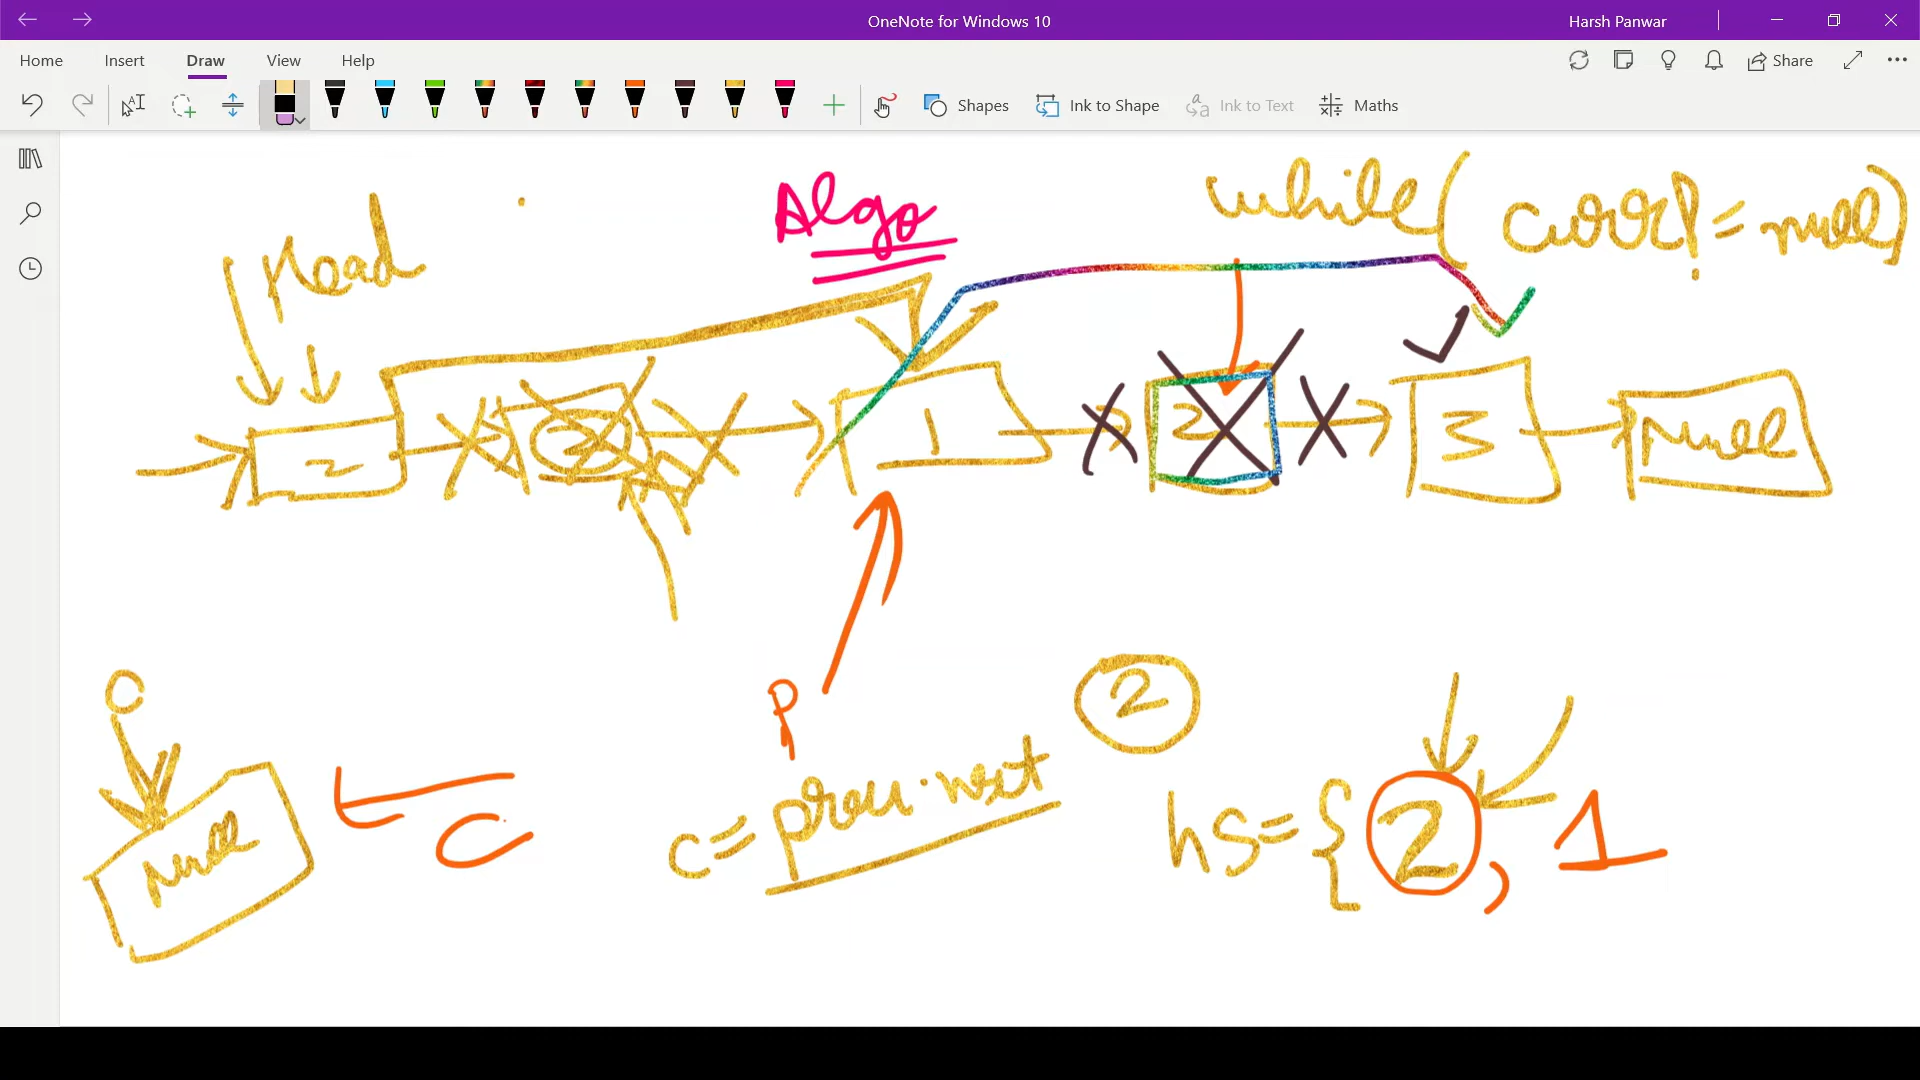 OneNote for Windows 10
Harsh Panwar
Home Insert Draw View Help
Share
Shapes Ink to Shape Ink to Text Maths
Algo
while( curr != null)
Head
2 2 1 2 3 Null
C
P
2
Null
C
c = prev.next
hs = { 2, 1